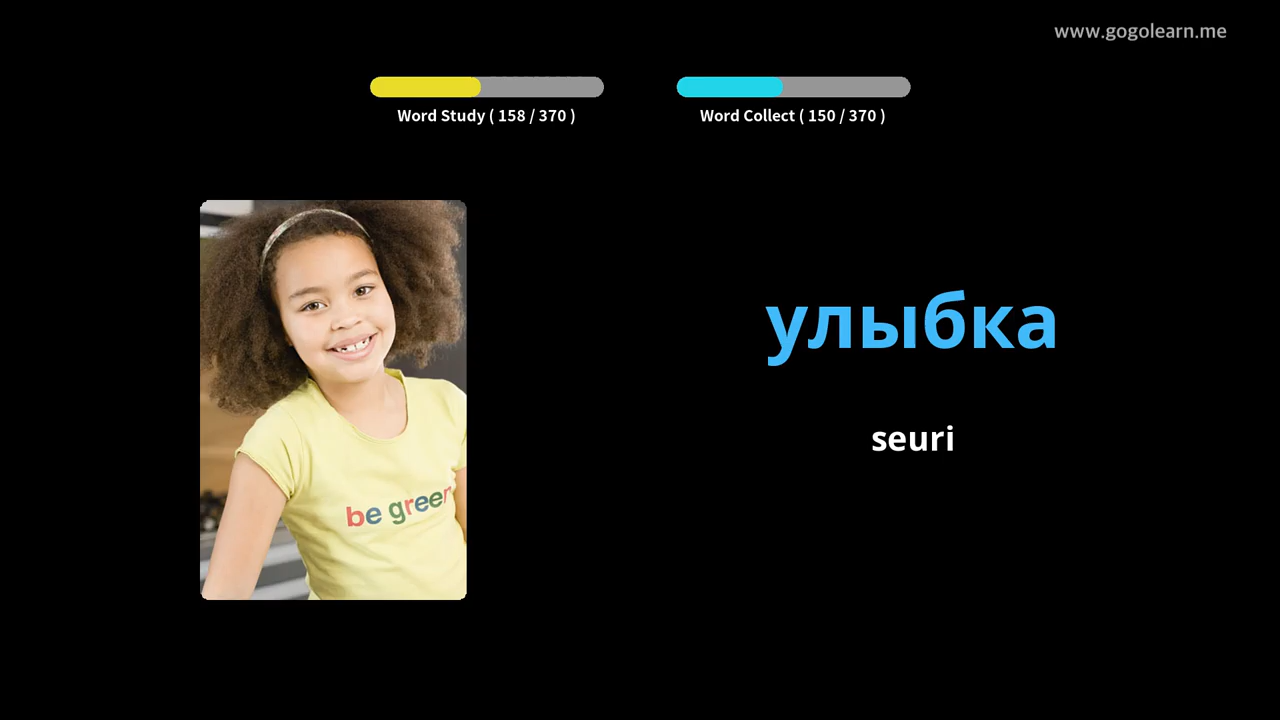 www.gogolearn.me
Word Study ( 158 / 370 )
Word Collect ( 150 / 370 )
улыбка
seuri
be green